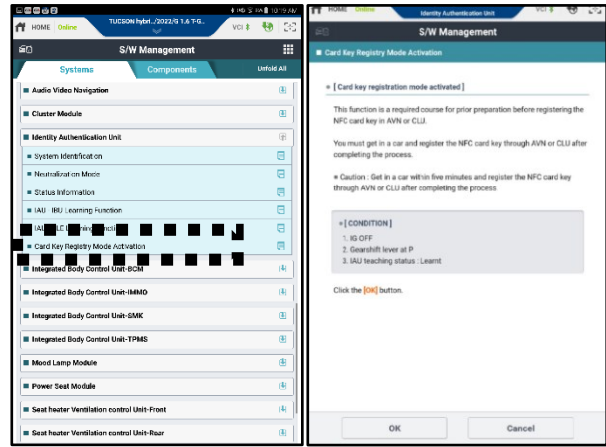 10:19 AM
HOME Online
TUCSON hybri../2022/G 1.6 T-G..
VCI
S/W Management
Systems
Components
Unfold All
Audio Video Navigation
Cluster Module
Identity Authentication Unit
System Identification
Neutralization Mode
Status Information
IAU - IBU Learning Function
Card Key Registry Mode Activation
Integrated Body Control Unit-BCM
Integrated Body Control Unit-IMMO
Integrated Body Control Unit-SMK
Integrated Body Control Unit-TPMS
Mood Lamp Module
Power Seat Module
Seat heater Ventilation control Unit-Front
Seat heater Ventilation control Unit-Rear
HOME Online
Identity Authentication Unit
VCI
S/W Management
Card Key Registry Mode Activation
[ Card key registration mode activated ]
This function is a required course for prior preparation before registering the
NFC card key in AVN or CLU.
You must get in a car and register the NFC card key through AVN or CLU after
completing the process.
Caution : Get in a car within five minutes and register the NFC card key
through AVN or CLU after completing the process
[ CONDITION ]
1. IG OFF
2. Gearshift lever at P
3. IAU teaching status : Learnt
Click the [OK] button.
OK
Cancel